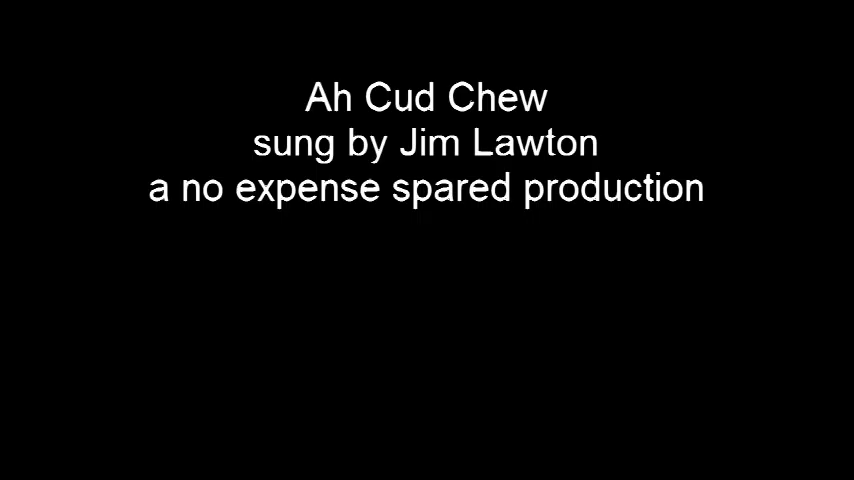 Ah Cud Chew
sung by Jim Lawton
a no expense spared production